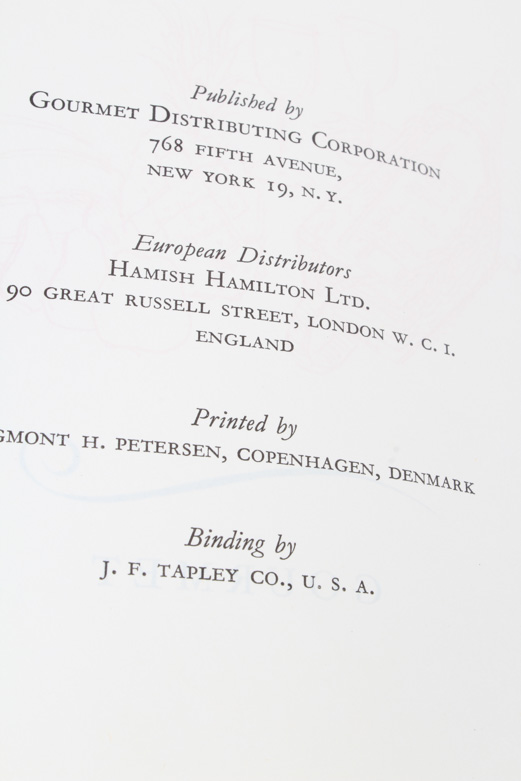 Published by
GOURMET DISTRIBUTING CORPORATION
768 FIFTH AVENUE,
NEW YORK 19, N. Y.
European Distributors
HAMISH HAMILTON LTD.
90 GREAT RUSSELL STREET, LONDON W. C. I.
ENGLAND
Printed by
GMONT H. PETERSEN, COPENHAGEN, DENMARK
Binding by
J. F. TAPLEY CO., U. S. A.